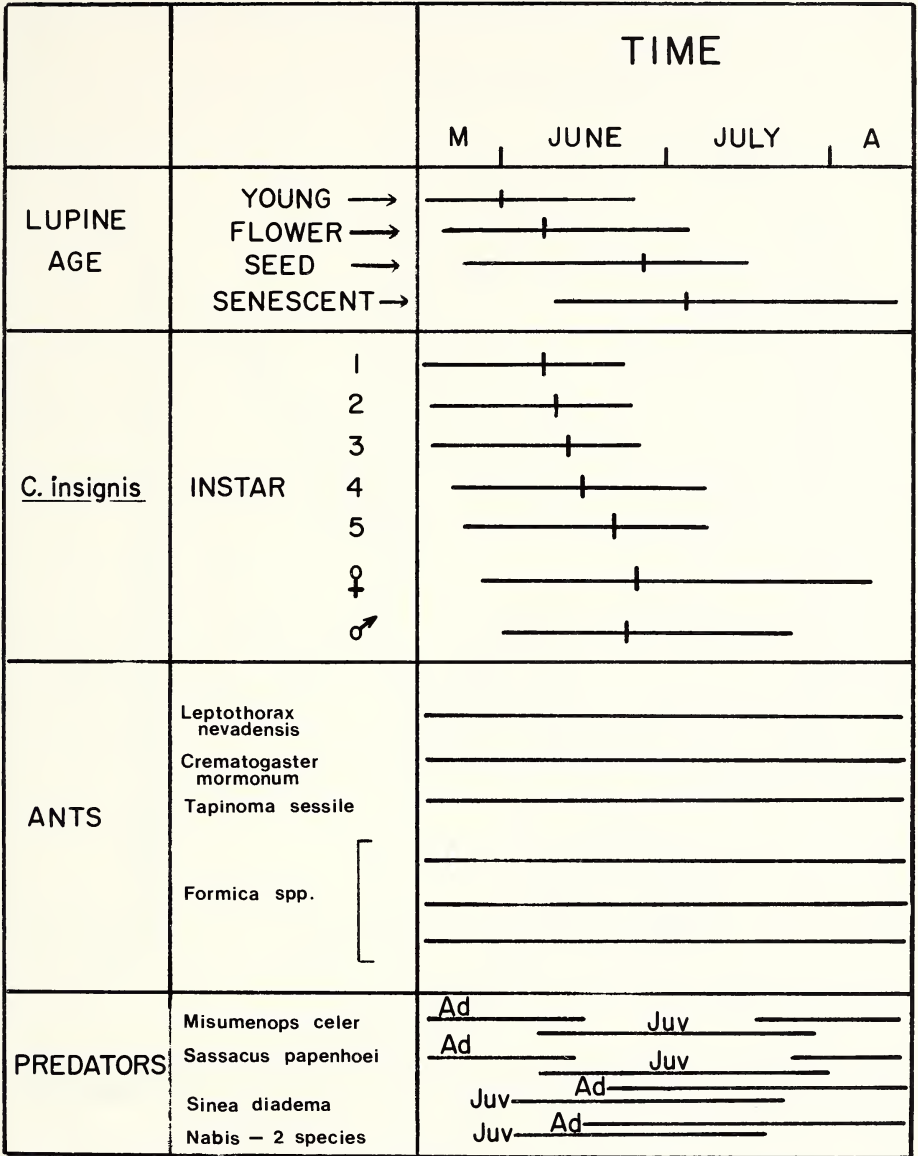 TIME
M JUNE JULY A
LUPINE
AGE
YOUNG →
FLOWER →
SEED →
SENESCENT →
C. insignis
INSTAR
1
2
3
4
5
♀
♂
ANTS
Leptothorax
nevadensis
Crematogaster
mormonum
Tapinoma sessile
Formica spp.
PREDATORS
Misumenops celer
Ad
Juv
Sassacus papenhoei
Ad
Juv
Sinea diadema
Ad
Juv
Nabis – 2 species
Ad
Juv